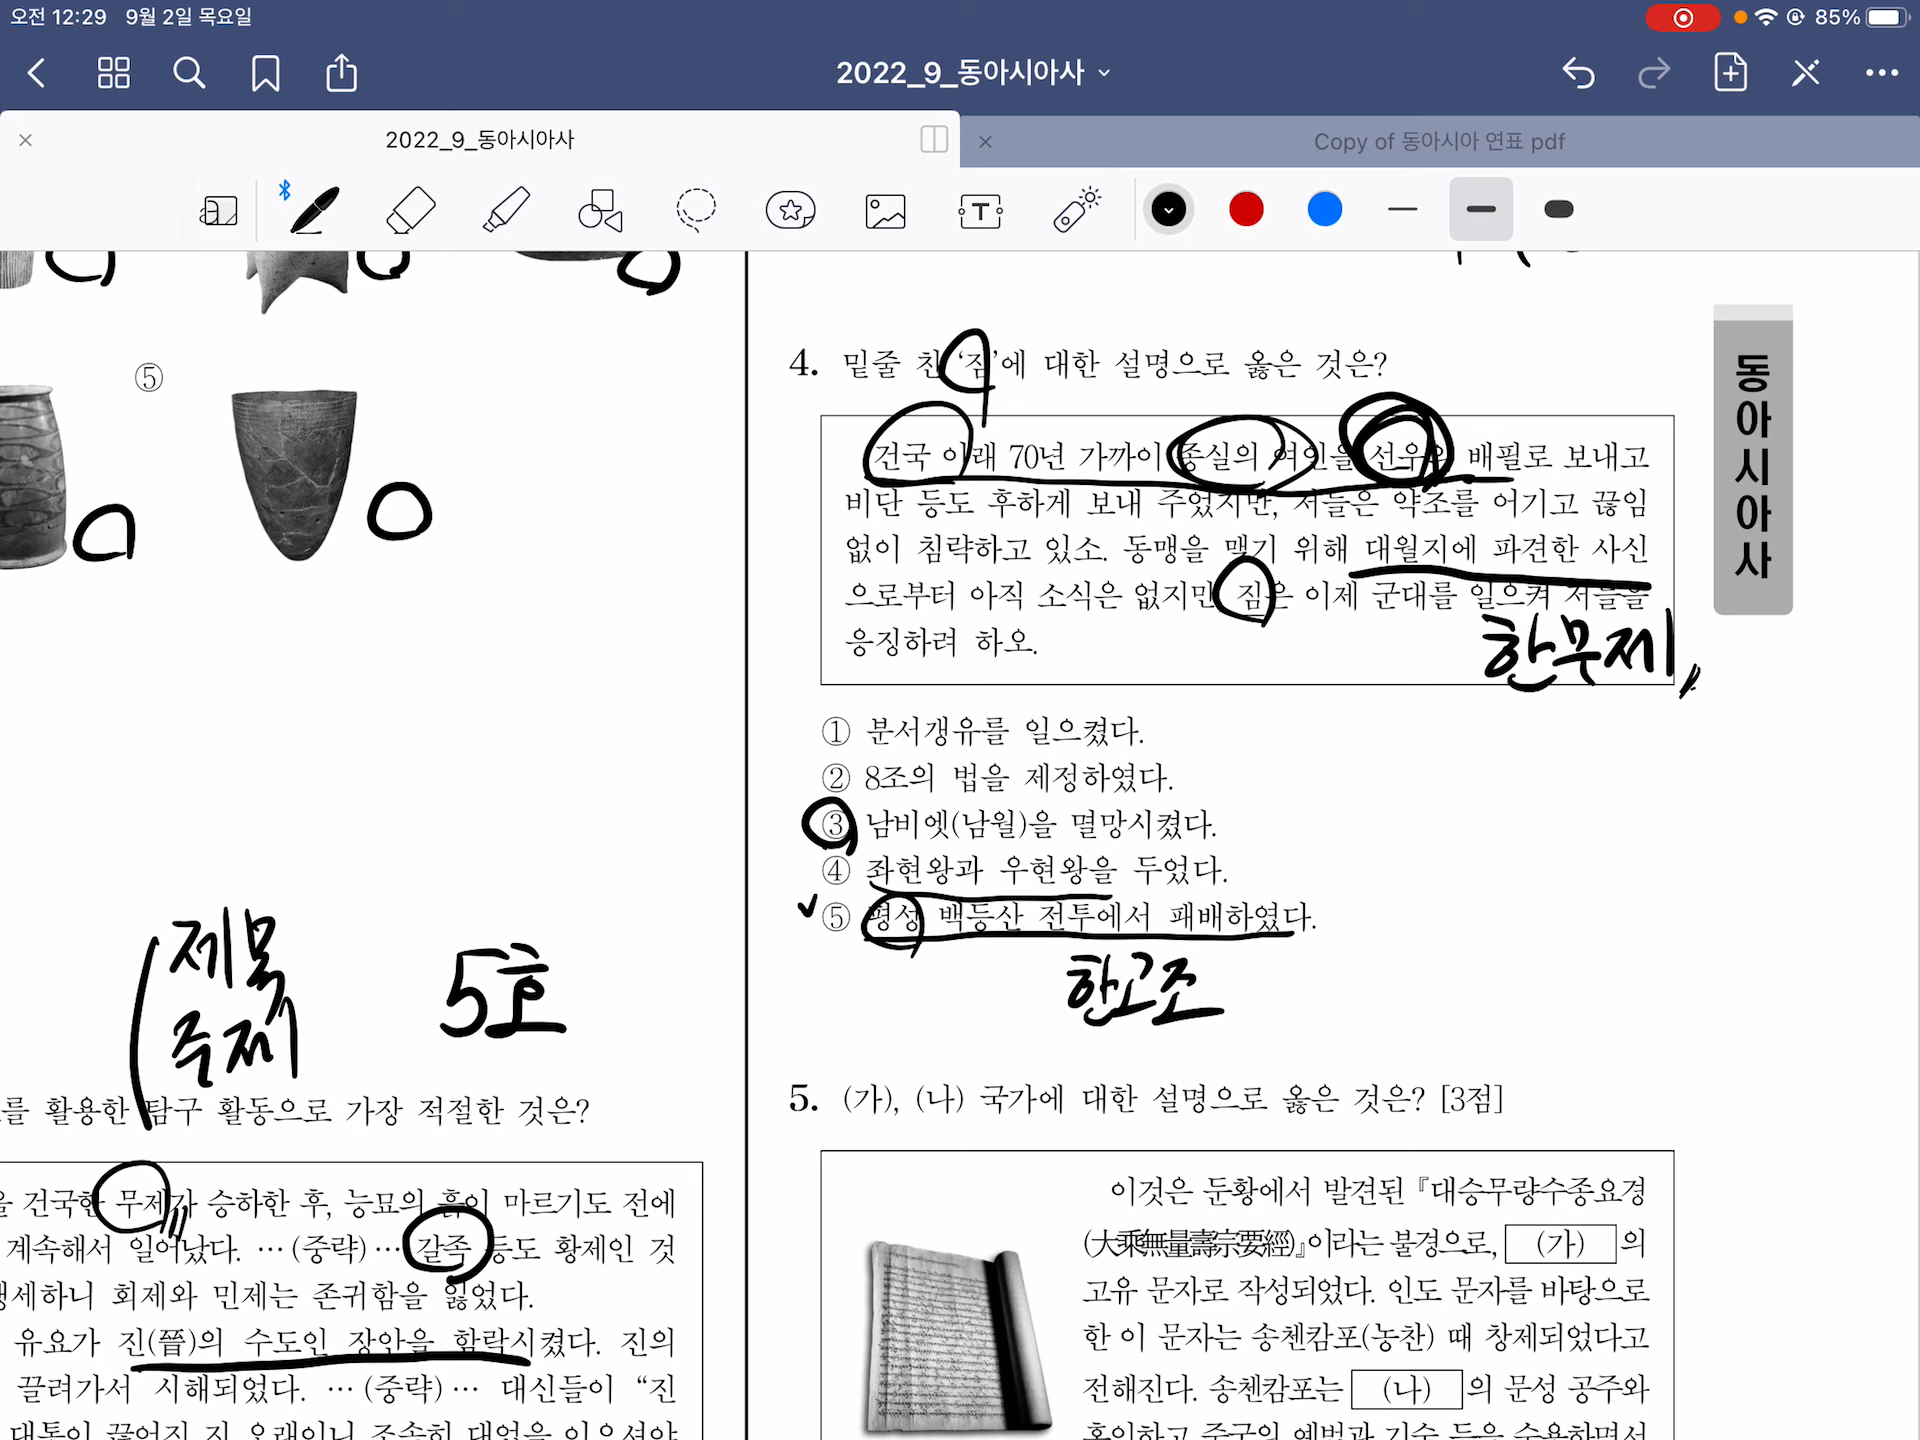 오전 12:29 9월 2일 목요일
85%
2022_9_동아시아사
2022_9_동아시아사
Copy of 동아시아 연표 pdf
⑤
제목
주제
5호
를 활용한 탐구 활동으로 가장 적절한 것은?
을 건국한 무제가 승하한 후, 능묘의 흙이 마르기도 전에
계속해서 일어났다. … (중략) … 갈족 등도 황제인 것
행세하니 회제와 민제는 존귀함을 잃었다.
유요가 진(晉)의 수도인 장안을 함락시켰다. 진의
끌려가서 시해되었다. … (중략) … 대신들이 “진
4. 밑줄 친 ‘짐’에 대한 설명으로 옳은 것은?
건국 이래 70년 가까이 종실의 여인을 선우의 배필로 보내고
비단 등도 후하게 보내 주었지만, 저들은 약조를 어기고 끊임
없이 침략하고 있소. 동맹을 맺기 위해 대월지에 파견한 사신
으로부터 아직 소식은 없지만 짐은 이제 군대를 일으켜 저들을
응징하려 하오.
한무제
① 분서갱유를 일으켰다.
② 8조의 법을 제정하였다.
③ 남비엣(남월)을 멸망시켰다.
④ 좌현왕과 우현왕을 두었다.
⑤ 평성 백등산 전투에서 패배하였다.
한고조
5. (가), (나) 국가에 대한 설명으로 옳은 것은? [3점]
이것은 둔황에서 발견된 『대승무량수종요경
(大乘無量壽宗要經)』이라는 불경으로, (가) 의
고유 문자로 작성되었다. 인도 문자를 바탕으로
한 이 문자는 송첸캄포(농찬) 때 창제되었다고
전해진다. 송첸캄포는 (나) 의 문성 공주와
동아시아사